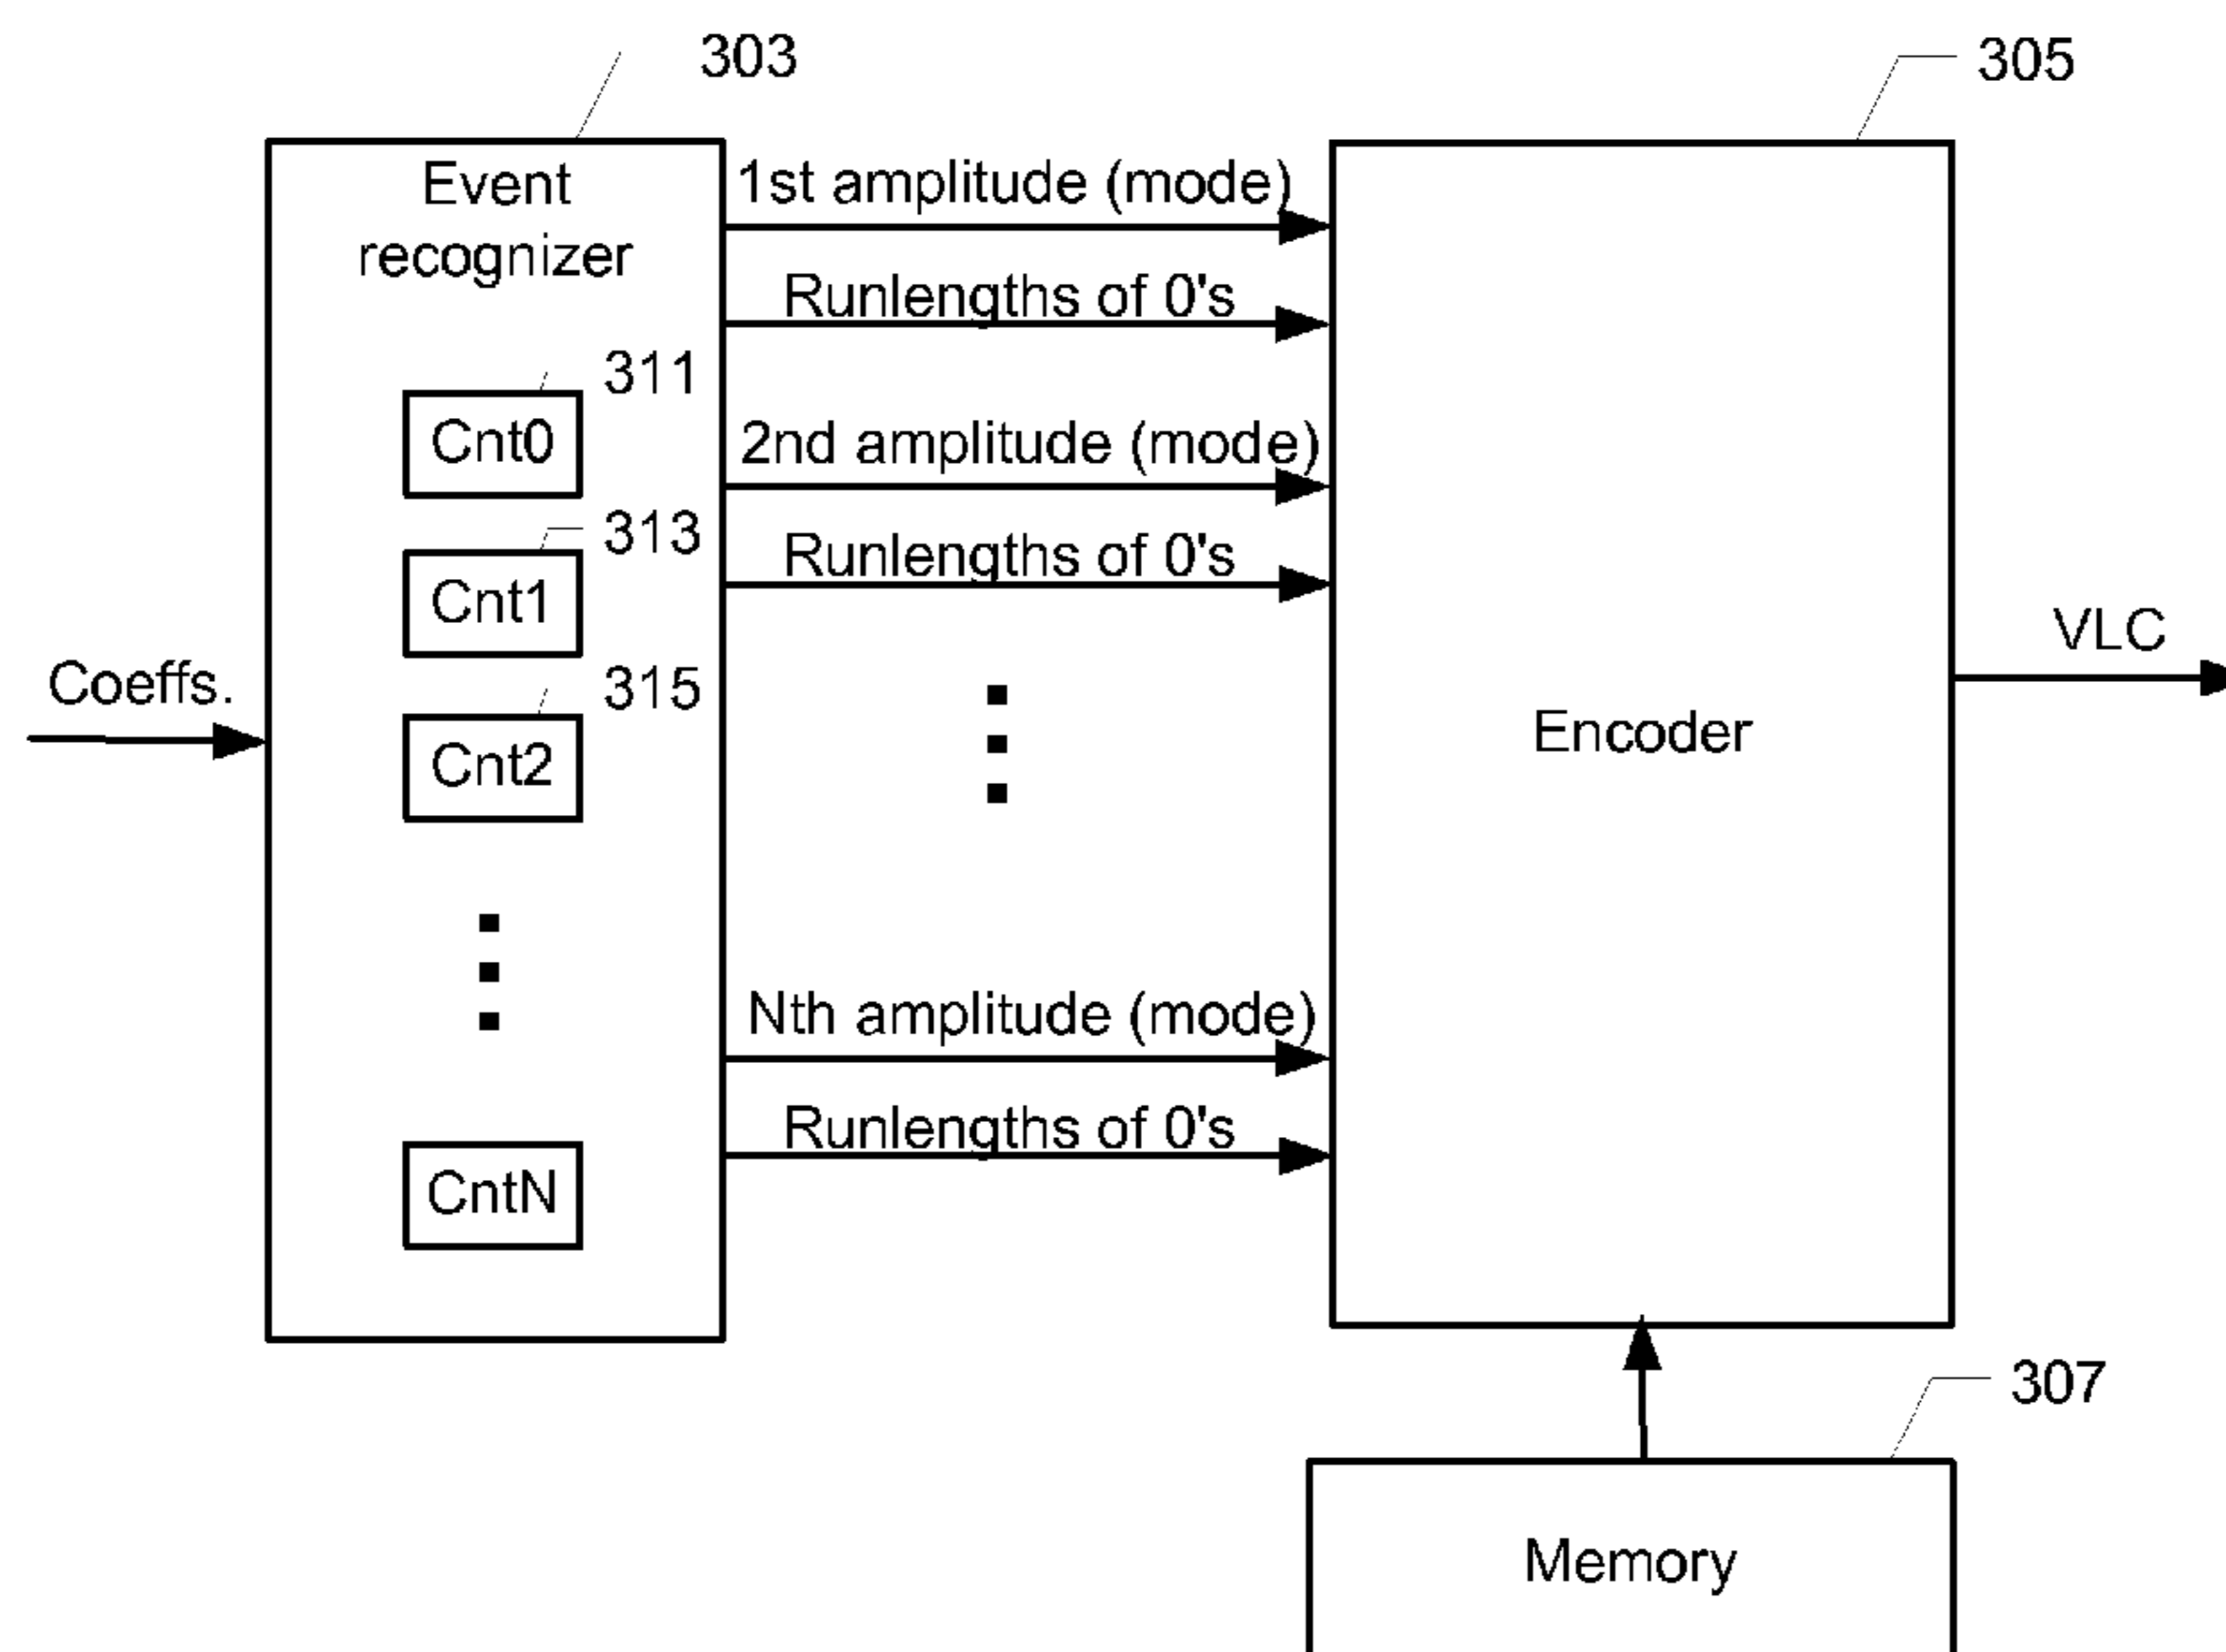 303
305
Event
recognizer
1st amplitude (mode)
Runlengths of 0's
311
Cnt0
2nd amplitude (mode)
313
Runlengths of 0's
Cnt1
Coeffs.
315
Cnt2
VLC
Encoder
Nth amplitude (mode)
Runlengths of 0's
CntN
307
Memory